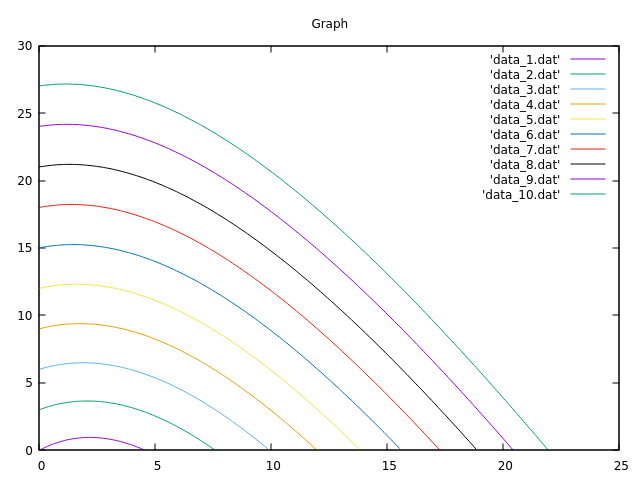 Graph
30
25
20
15
10
5
0
0 5 10 15 20 25
'data_1.dat'
'data_2.dat'
'data_3.dat'
'data_4.dat'
'data_5.dat'
'data_6.dat'
'data_7.dat'
'data_8.dat'
'data_9.dat'
'data_10.dat'